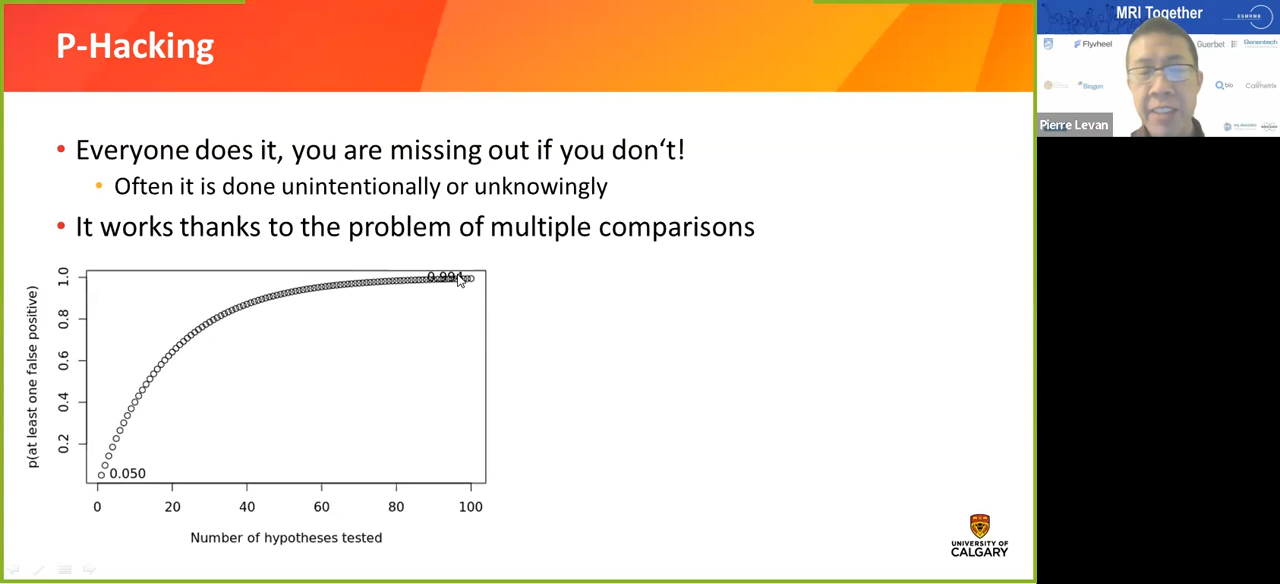 P-Hacking
• Everyone does it, you are missing out if you don‘t!
• Often it is done unintentionally or unknowingly
• It works thanks to the problem of multiple comparisons
p(at least one false positive)
1.0
0.8
0.6
0.4
0.2
0.050
0 20 40 60 80 100
Number of hypotheses tested
UNIVERSITY OF
CALGARY
MRI Together
ESMRMB
Flywheel
Guerbet
Genentech
Biogen
Qbio
Calimetrix
Pierre Levan